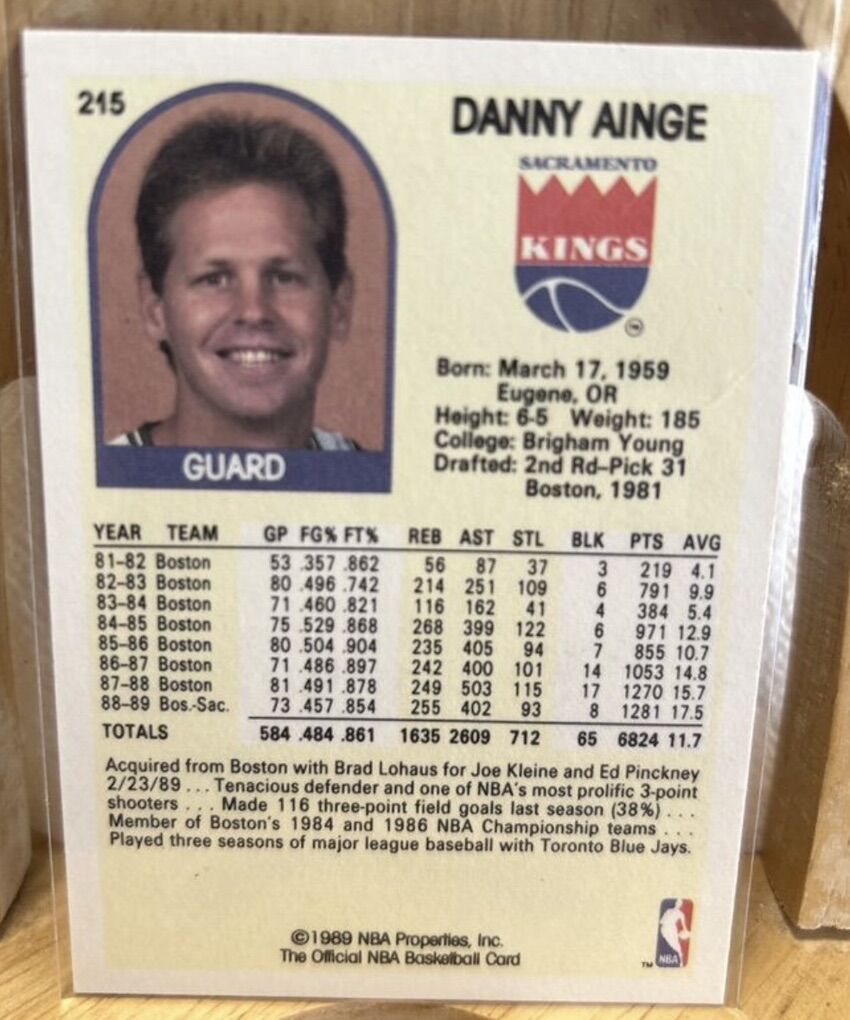 215
DANNY AINGE
SACRAMENTO
KINGS
TM
Born: March 17, 1959
Eugene, OR
Height: 6-5 Weight: 185
College: Brigham Young
Drafted: 2nd Rd–Pick 31
Boston, 1981
GUARD
YEAR TEAM GP FG% FT% REB AST STL BLK PTS AVG
81–82 Boston 53 .357 .862 56 87 37 3 219 4.1
82–83 Boston 80 .496 .742 214 251 109 6 791 9.9
83–84 Boston 71 .460 .821 116 162 41 4 384 5.4
84–85 Boston 75 .529 .868 268 399 122 6 971 12.9
85–86 Boston 80 .504 .904 235 405 94 7 855 10.7
86–87 Boston 71 .486 .897 242 400 101 14 1053 14.8
87–88 Boston 81 .491 .878 249 503 115 17 1270 15.7
88–89 Bos.-Sac. 73 .457 .854 255 402 93 8 1281 17.5
TOTALS 584 .484 .861 1635 2609 712 65 6824 11.7
Acquired from Boston with Brad Lohaus for Joe Kleine and Ed Pinckney
2/23/89 . . . Tenacious defender and one of NBA's most prolific 3-point
shooters . . . Made 116 three-point field goals last season (38%) . . .
Member of Boston's 1984 and 1986 NBA Championship teams . . .
Played three seasons of major league baseball with Toronto Blue Jays.
©1989 NBA Properties, Inc.
The Official NBA Basketball Card
TM NBA ®